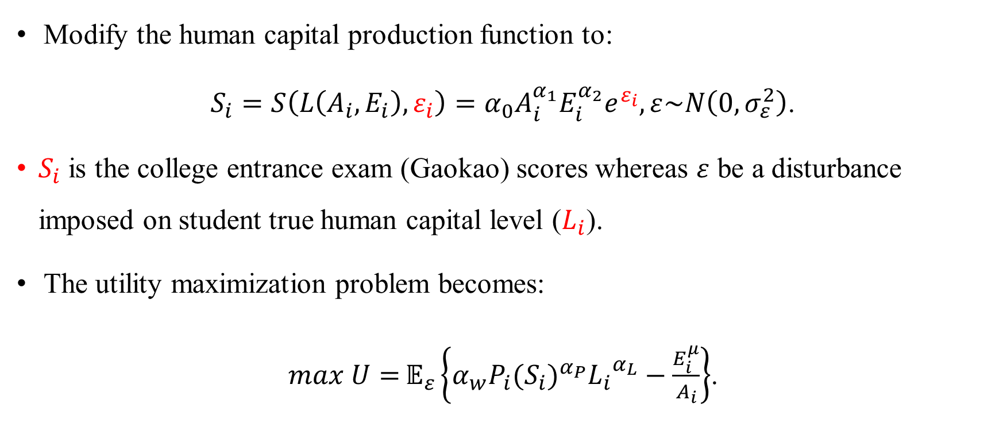 • Modify the human capital production function to:
$S_i = S(L(A_i, E_i), \varepsilon_i) = \alpha_0 A_i^{\alpha_1} E_i^{\alpha_2} e^{\varepsilon_i}, \varepsilon \sim N(0, \sigma_\varepsilon^2).$
• $S_i$ is the college entrance exam (Gaokao) scores whereas $\varepsilon$ be a disturbance
imposed on student true human capital level ($L_i$).
• The utility maximization problem becomes:
$max\ U = \mathbb{E}_\varepsilon \left\{ \alpha_w P_i(S_i)^{\alpha_P} {L_i}^{\alpha_L} - \frac{E_i^\mu}{A_i} \right\}.$